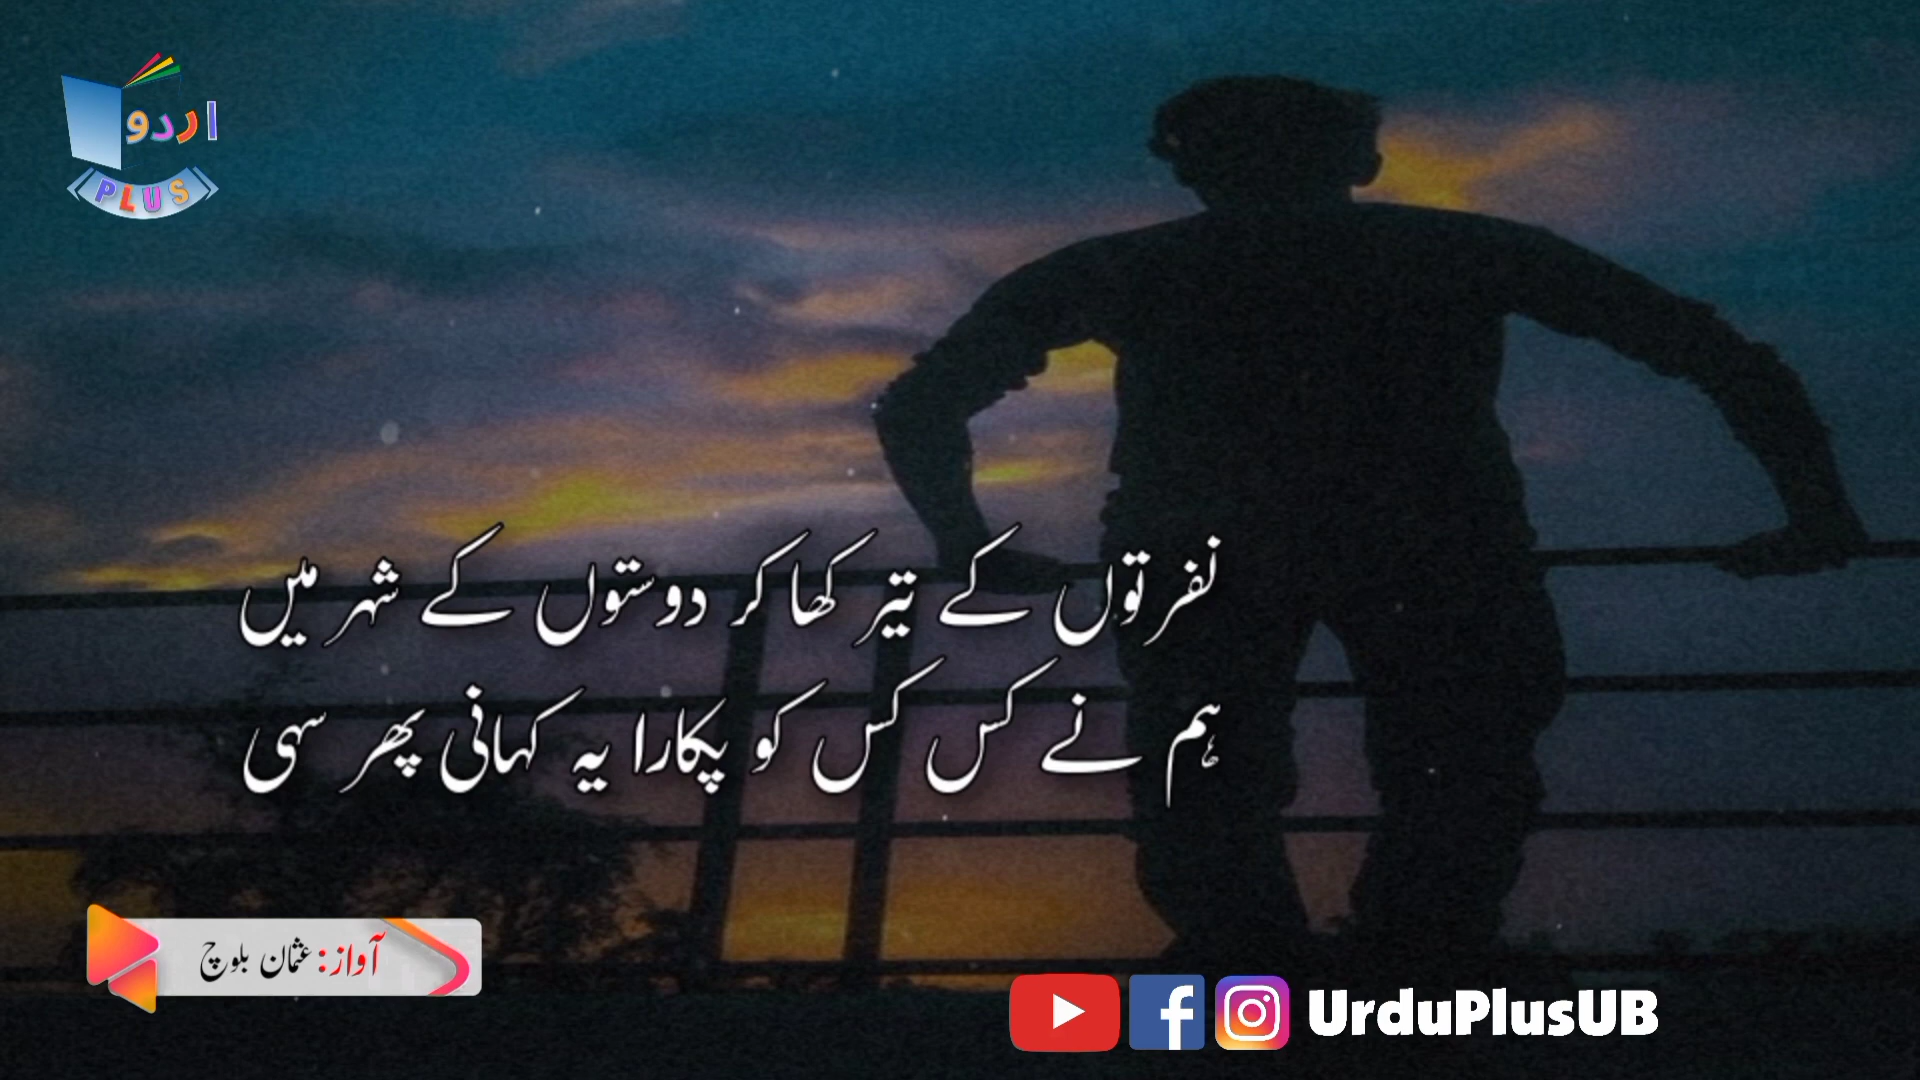 اردو
PLUS
نفرتوں کے تیر کھا کر دوستوں کے شہر میں
ہم نے کس کس کو پکارا یہ کہانی پھر سہی
آواز: عثمان بلوچ
UrduPlusUB